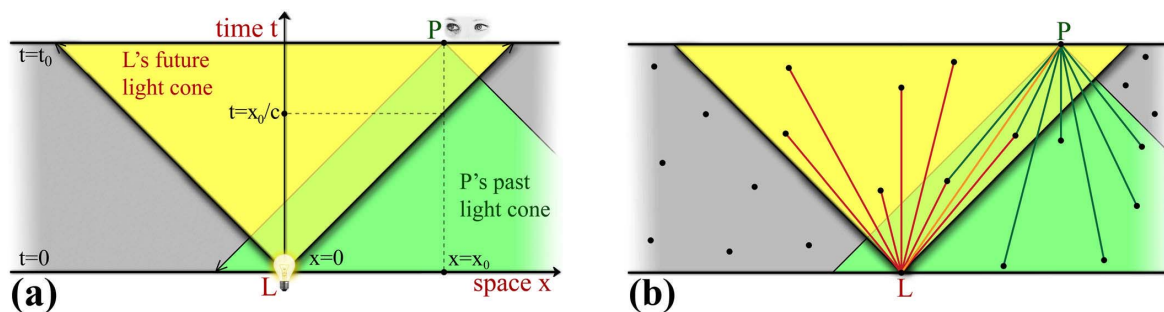 time t
P
t=t₀
L's future
light cone
t=x₀/c
P's past
light cone
t=0
x=0
x=x₀
(a)
L
space x
P
(b)
L